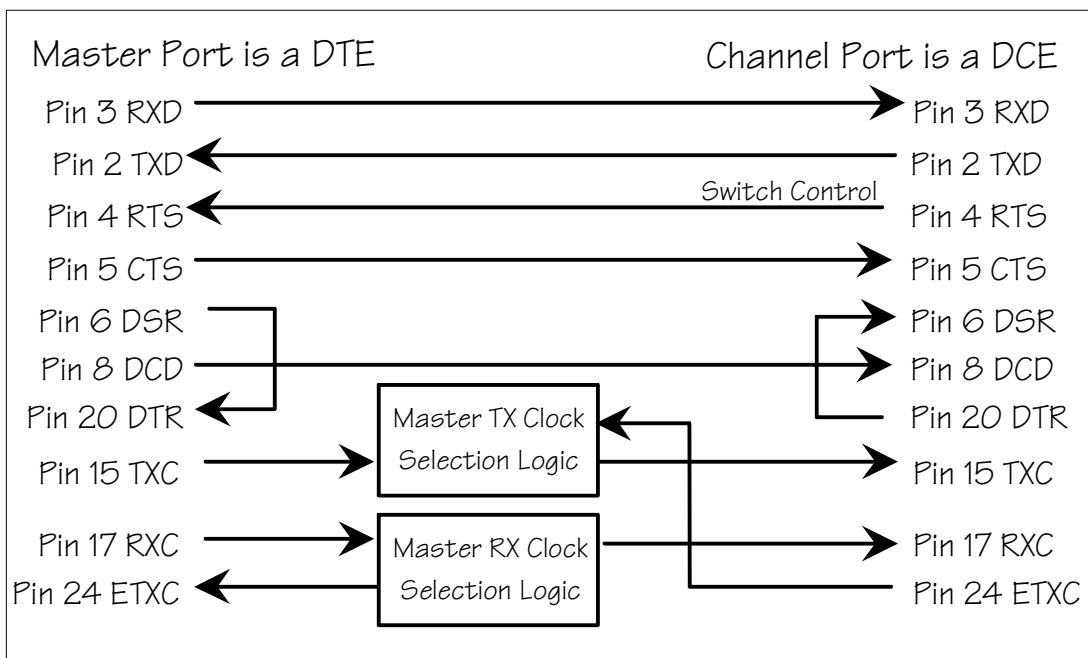 Master Port is a DTE
Channel Port is a DCE
Pin 3 RXD
Pin 3 RXD
Pin 2 TXD
Pin 2 TXD
Switch Control
Pin 4 RTS
Pin 4 RTS
Pin 5 CTS
Pin 5 CTS
Pin 6 DSR
Pin 6 DSR
Pin 8 DCD
Pin 8 DCD
Pin 20 DTR
Pin 20 DTR
Master TX Clock
Selection Logic
Pin 15 TXC
Pin 15 TXC
Pin 17 RXC
Pin 17 RXC
Master RX Clock
Selection Logic
Pin 24 ETXC
Pin 24 ETXC